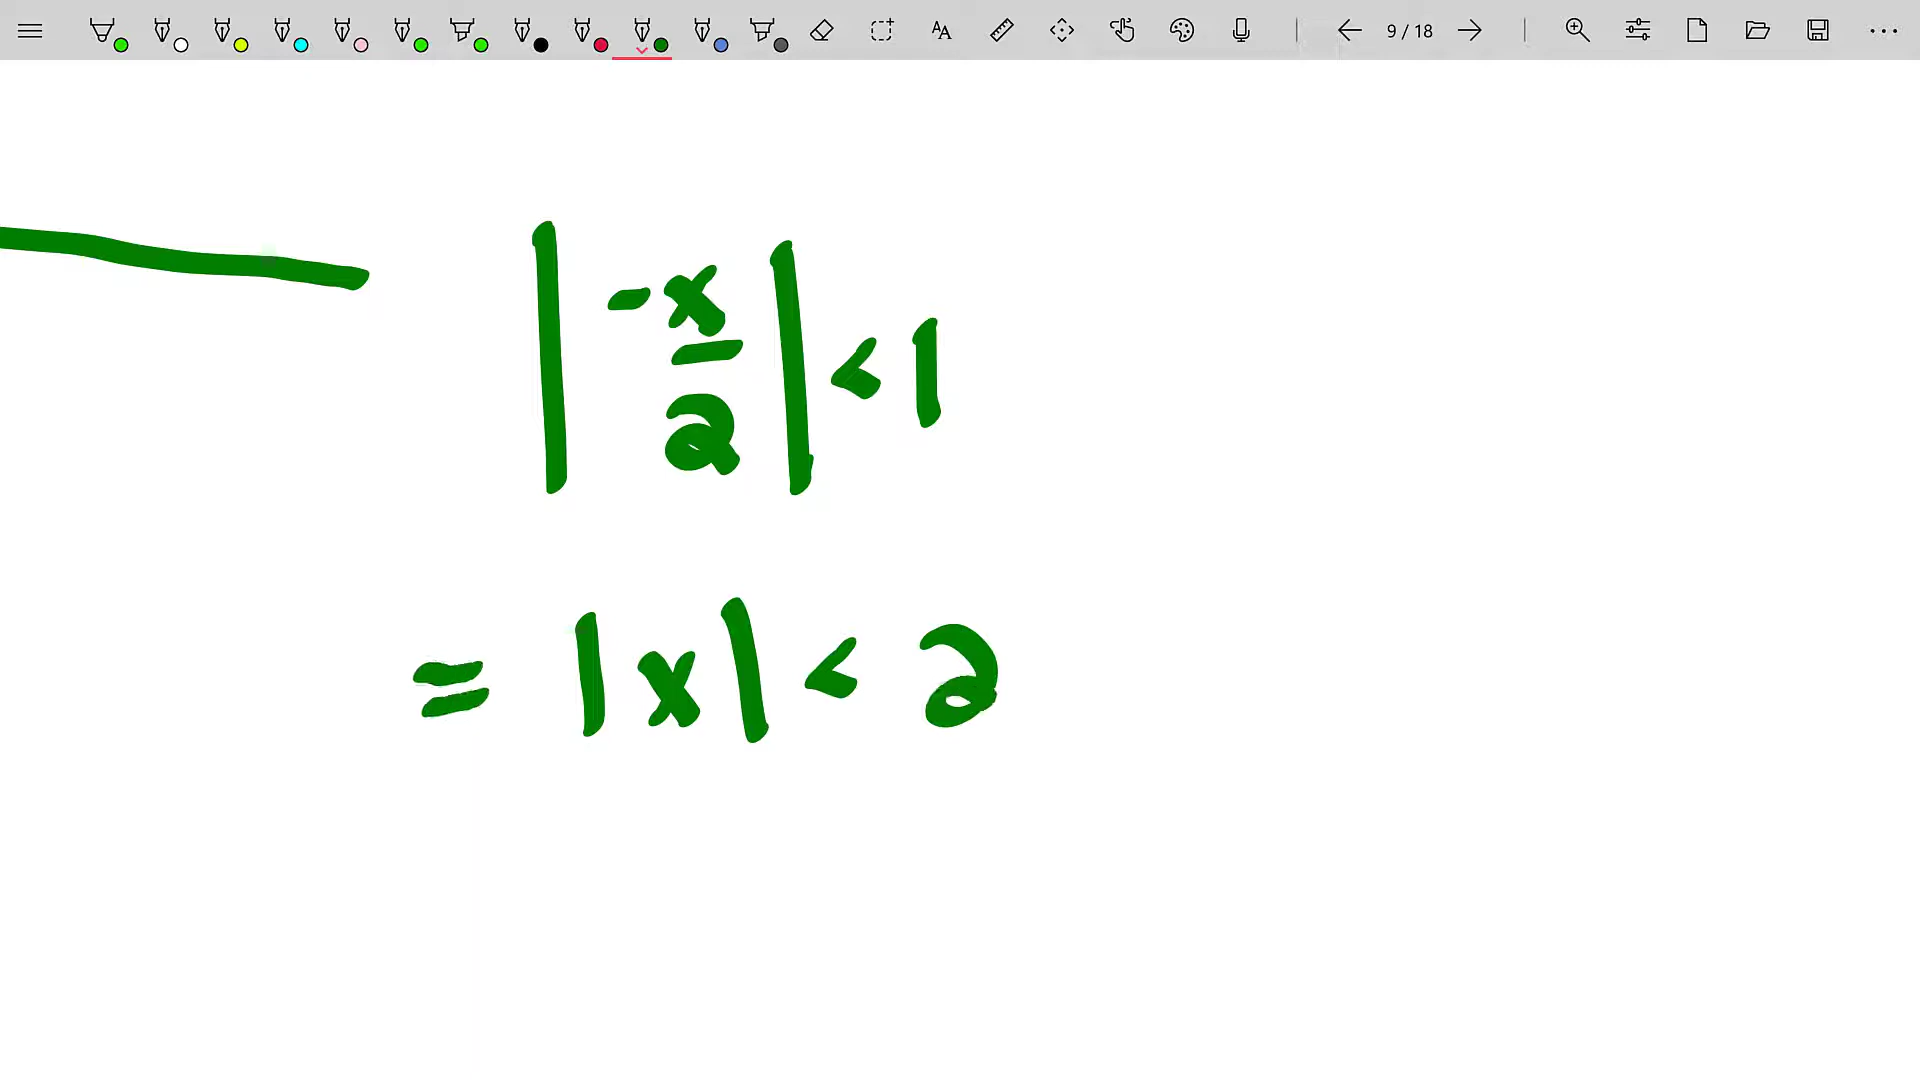 9 / 18
|-x/2| < 1
= |x| < 2